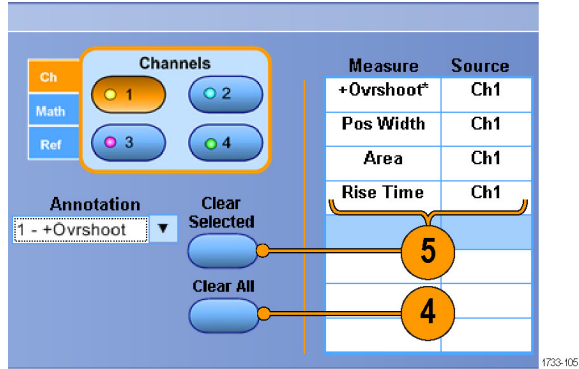 Channels
Ch
Math
Ref
1
2
3
4
Annotation
1 - +Ovrshoot
Clear
Selected
Clear All
Measure Source
+Ovrshoot* Ch1
Pos Width Ch1
Area Ch1
Rise Time Ch1
5
4
1733-105